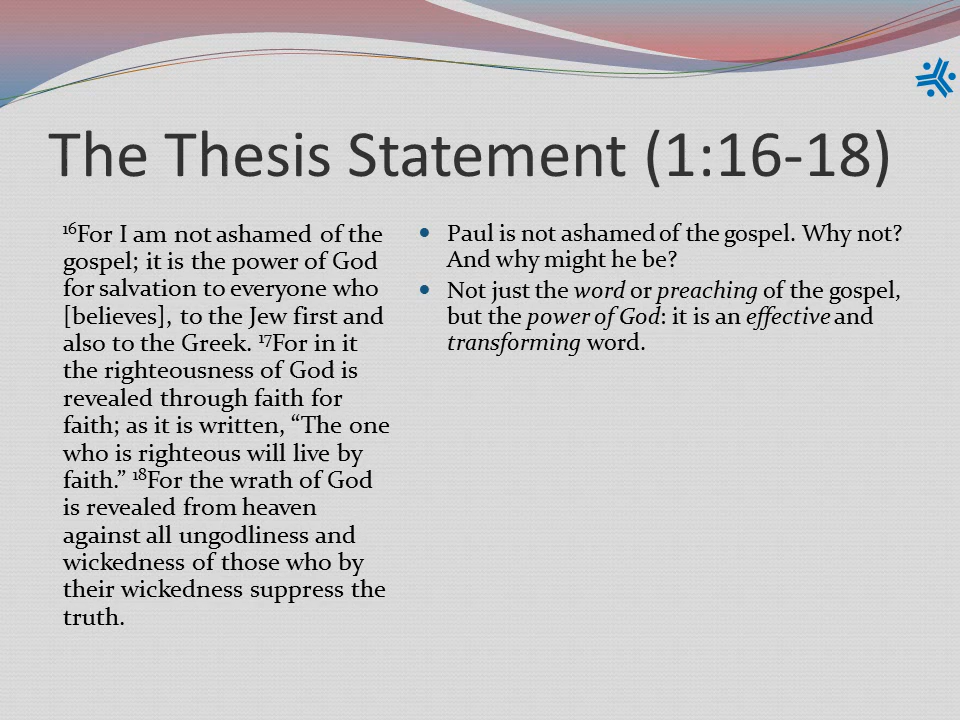 The Thesis Statement (1:16-18)
¹⁶For I am not ashamed of the
gospel; it is the power of God
for salvation to everyone who
[believes], to the Jew first and
also to the Greek. ¹⁷For in it
the righteousness of God is
revealed through faith for
faith; as it is written, “The one
who is righteous will live by
faith.” ¹⁸For the wrath of God
is revealed from heaven
against all ungodliness and
wickedness of those who by
their wickedness suppress the
truth.
• Paul is not ashamed of the gospel. Why not?
And why might he be?
• Not just the word or preaching of the gospel,
but the power of God: it is an effective and
transforming word.